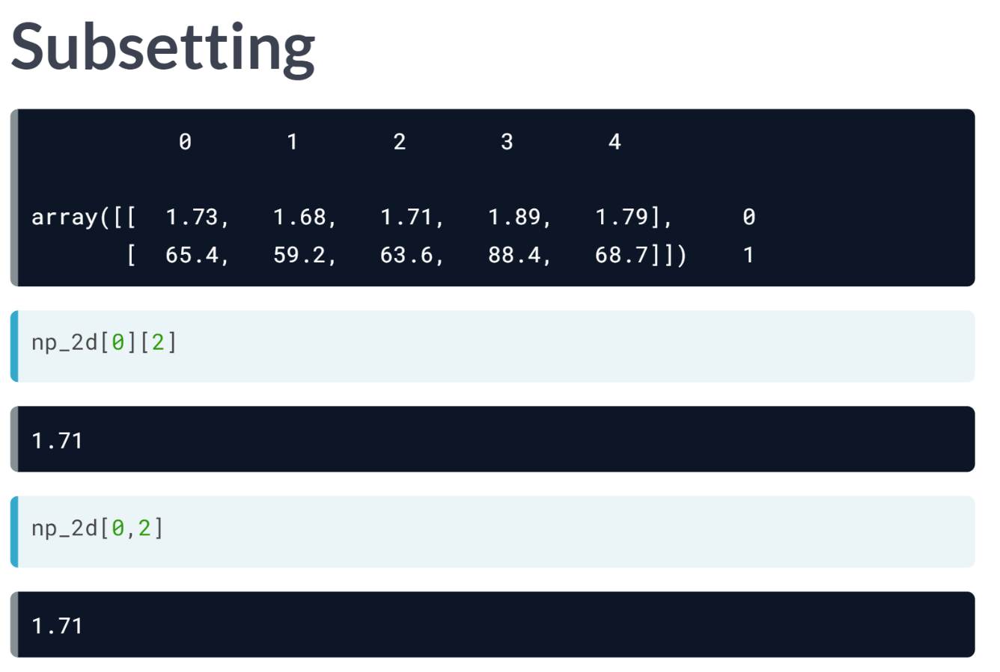 Subsetting
0 1 2 3 4
array([[ 1.73, 1.68, 1.71, 1.89, 1.79], 0
[ 65.4, 59.2, 63.6, 88.4, 68.7]]) 1
np_2d[0][2]
1.71
np_2d[0,2]
1.71